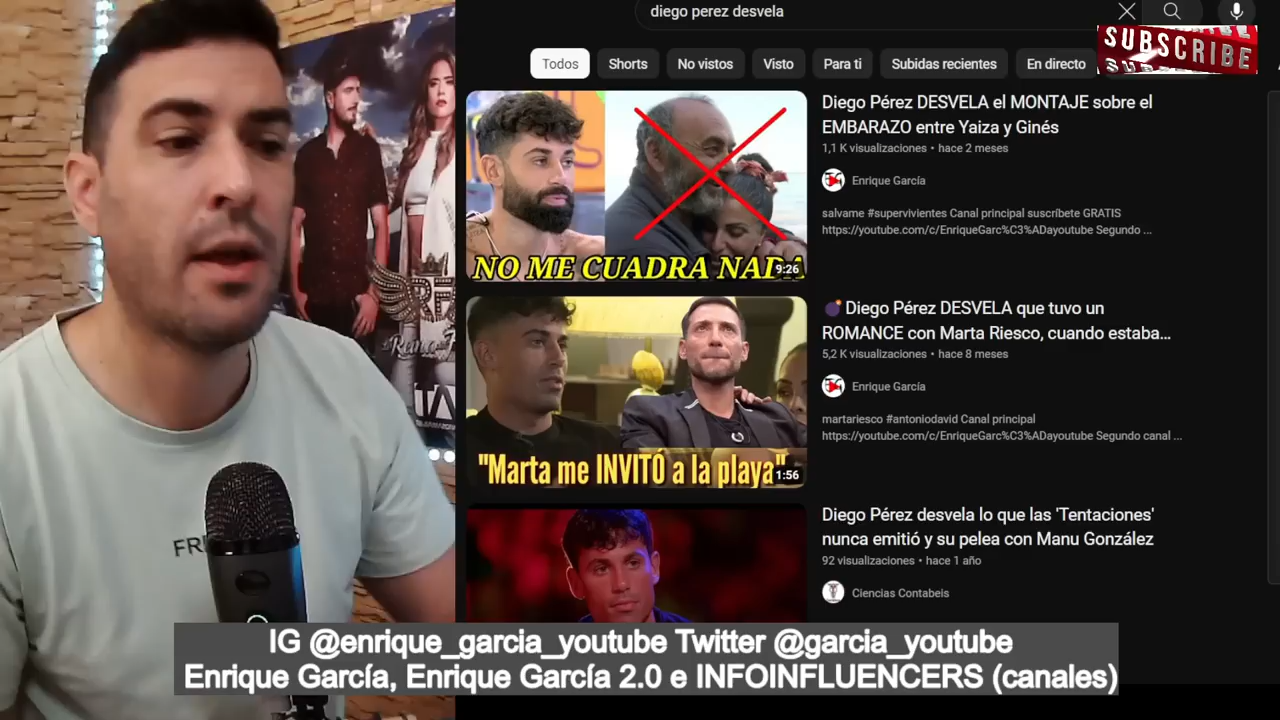 diego perez desvela
SUBSCRIBE
Todos
Shorts
No vistos
Visto
Para ti
Subidas recientes
En directo
Diego Pérez DESVELA el MONTAJE sobre el
EMBARAZO entre Yaiza y Ginés
1,1 K visualizaciones • hace 2 meses
Enrique García
salvame #supervivientes Canal principal suscríbete GRATIS
https://youtube.com/c/EnriqueGarc%C3%ADayoutube Segundo ...
NO ME CUADRA NADA
9:26
💣Diego Pérez DESVELA que tuvo un
ROMANCE con Marta Riesco, cuando estaba...
5,2 K visualizaciones • hace 8 meses
Enrique García
martariesco #antoniodavid Canal principal
https://youtube.com/c/EnriqueGarc%C3%ADayoutube Segundo canal ...
"Marta me INVITÓ a la playa"
1:56
Diego Pérez desvela lo que las 'Tentaciones'
nunca emitió y su pelea con Manu González
92 visualizaciones • hace 1 año
Ciencias Contabeis
IG @enrique_garcia_youtube Twitter @garcia_youtube
Enrique García, Enrique García 2.0 e INFOINFLUENCERS (canales)